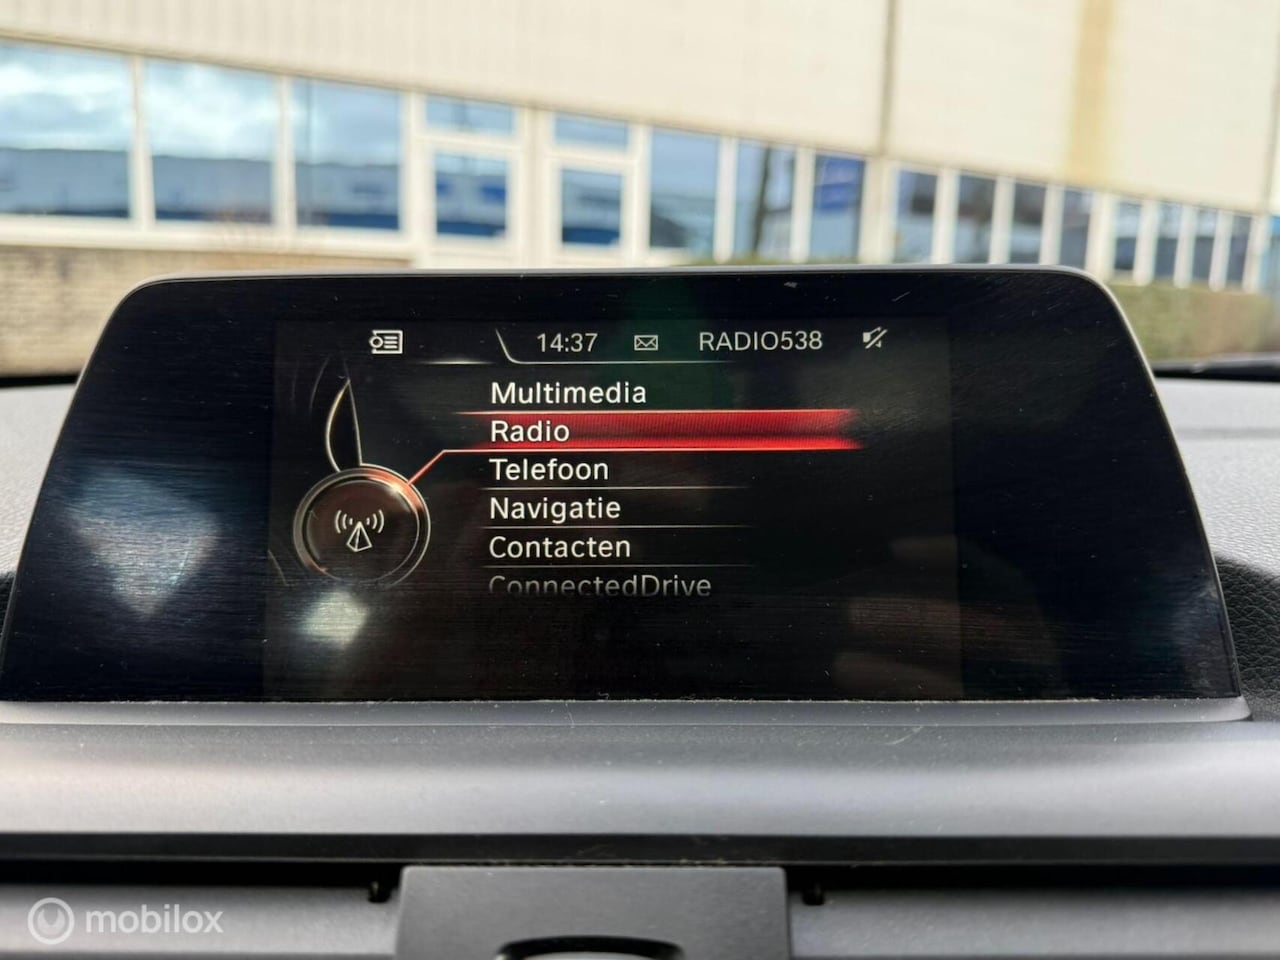 14:37 RADIO538
Multimedia
Radio
Telefoon
Navigatie
Contacten
ConnectedDrive
mobilox